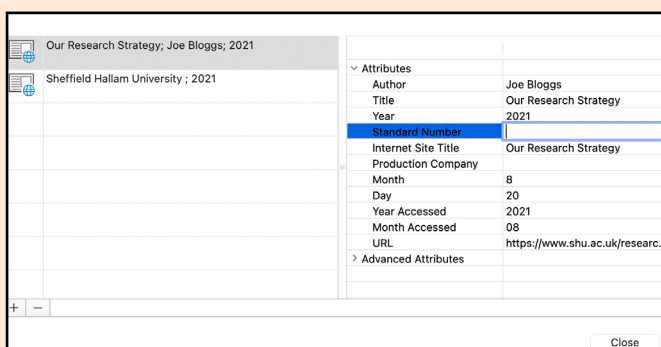 Our Research Strategy; Joe Bloggs; 2021
Sheffield Hallam University ; 2021
Attributes
Author Joe Bloggs
Title Our Research Strategy
Year 2021
Standard Number
Internet Site Title Our Research Strategy
Production Company
Month 8
Day 20
Year Accessed 2021
Month Accessed 08
URL https://www.shu.ac.uk/researc.
Advanced Attributes
+ −
Close